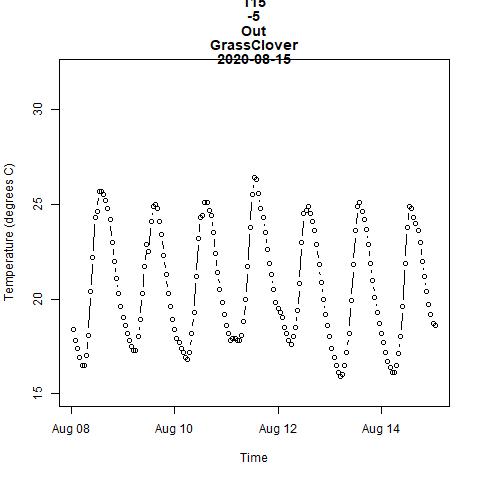 T15
-5
Out
GrassClover
2020-08-15
Temperature (degrees C)
30
25
20
15
Aug 08
Aug 10
Aug 12
Aug 14
Time